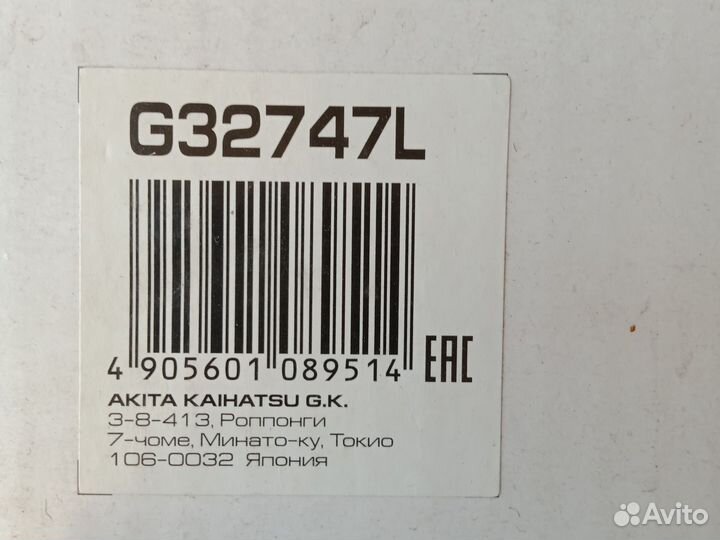 G32747L
4 905601 089514 EAC
AKITA KAIHATSU G.K.
3-8-413, Роппонги
7-чоме, Минато-ку, Токио
106-0032 Япония
Avito